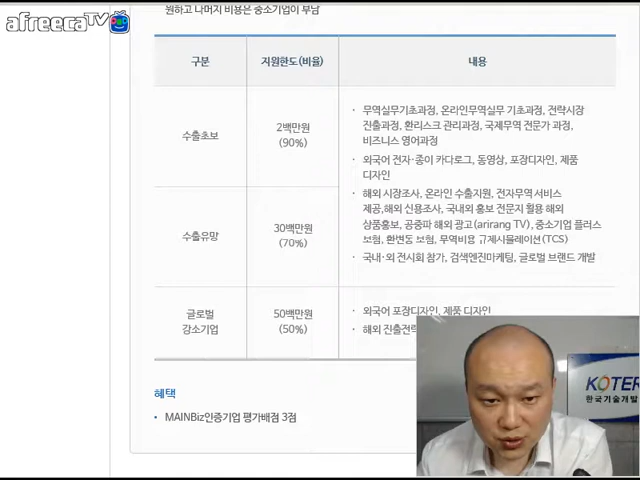 원하고 나머지 비용은 중소기업이 부담
afreecaTV
구분
지원한도(비율)
내용
수출초보
2백만원
(90%)
· 무역실무기초과정, 온라인무역실무 기초과정, 전략시장
진출과정, 환리스크 관리과정, 국제무역 전문가 과정,
비즈니스 영어과정
· 외국어 전자·종이 카다로그, 동영상, 포장디자인, 제품
디자인
수출유망
30백만원
(70%)
· 해외 시장조사, 온라인 수출지원, 전자무역 서비스
제공,해외 신용조사, 국내외 홍보 전문지 활용 해외
상품홍보, 공중파 해외 광고(arirang TV), 중소기업 플러스
보험, 환변동 보험, 무역비용 규제시뮬레이션(TCS)
· 국내·외 전시회 참가, 검색엔진마케팅, 글로벌 브랜드 개발
글로벌
강소기업
50백만원
(50%)
· 외국어 포장디자인, 제품 디자인
· 해외 진출전략
KOTER
한국기술개발
혜택
• MAINBiz인증기업 평가배점 3점